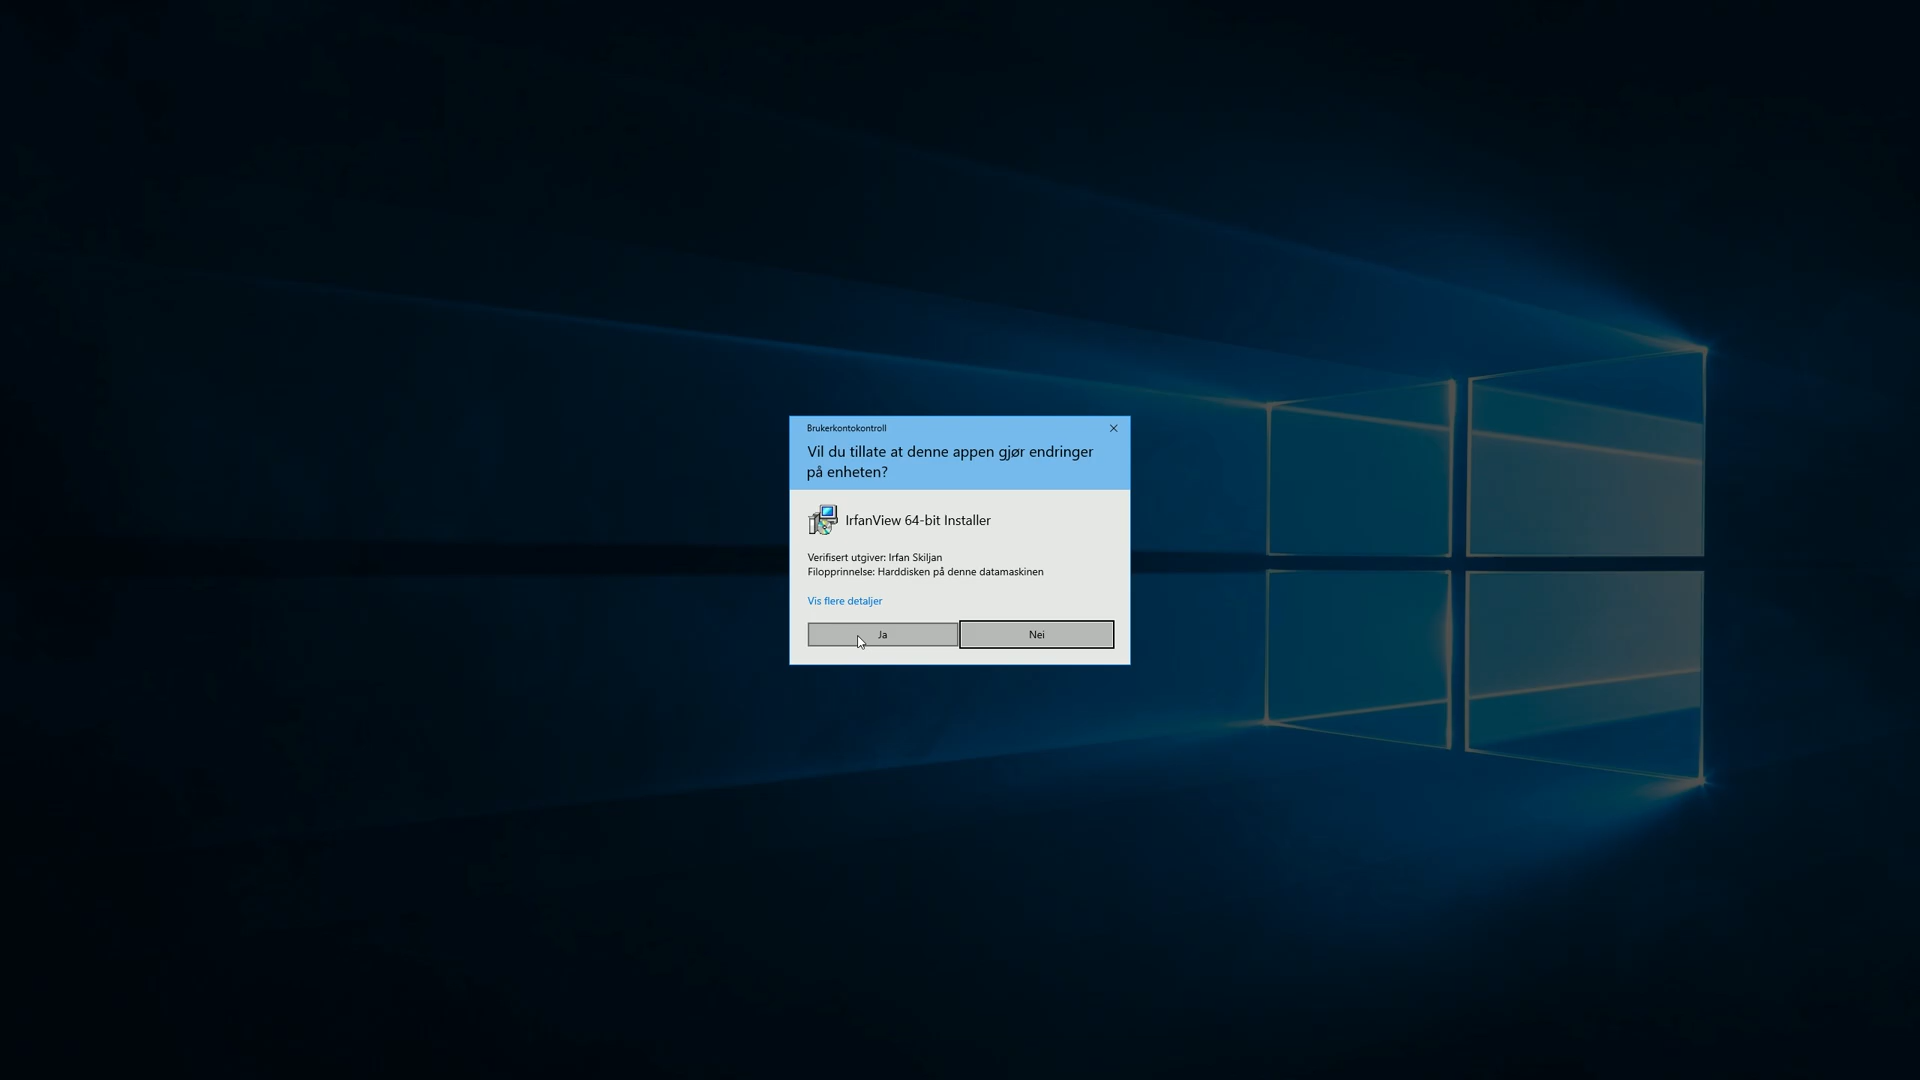 Brukerkontokontroll
Vil du tillate at denne appen gjør endringer
på enheten?
IrfanView 64-bit Installer
Verifisert utgiver: Irfan Skiljan
Filopprinnelse: Harddisken på denne datamaskinen
Vis flere detaljer
Ja
Nei